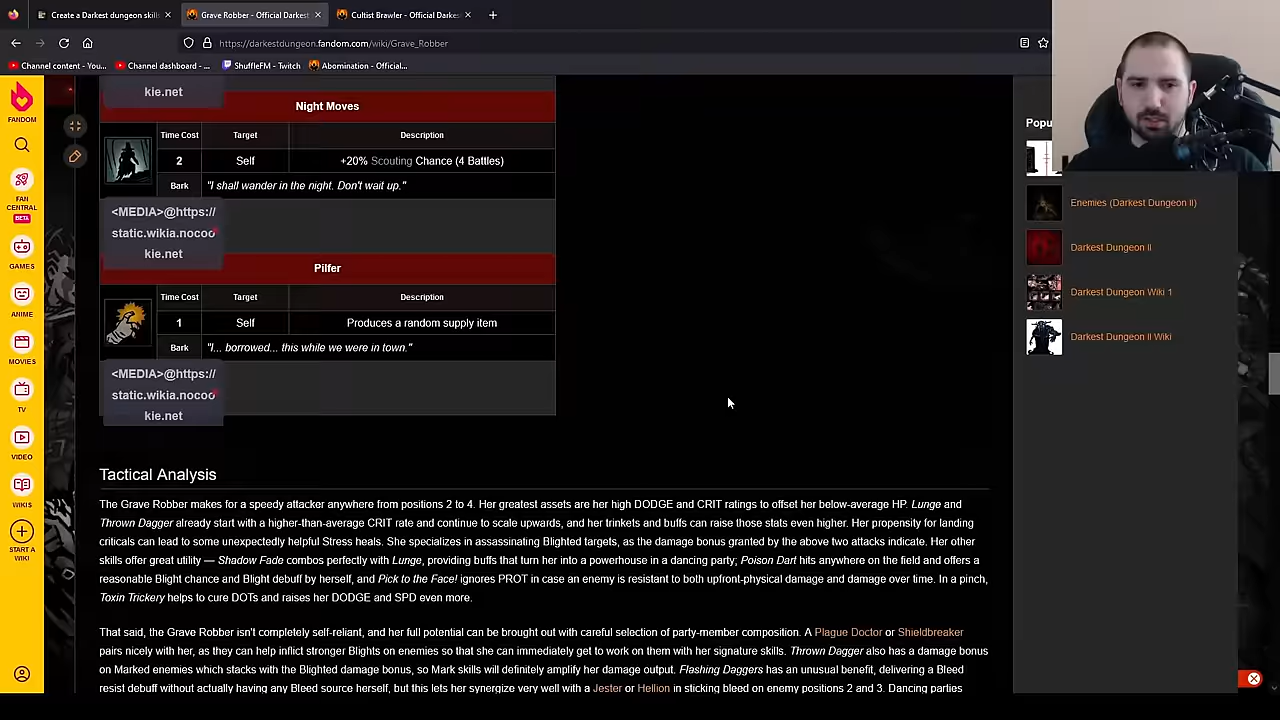 Create a Darkest dungeon skill
Grave Robber - Official Darkest
Cultist Brawler - Official Darkes
https://darkestdungeon.fandom.com/wiki/Grave_Robber
Channel content - You...
Channel dashboard - ...
ShuffleFM - Twitch
Abomination - Official...
FANDOM
FAN
CENTRAL
BETA
GAMES
ANIME
MOVIES
TV
VIDEO
WIKIS
START A
WIKI
kie.net
Night Moves
Time Cost Target Description
2 Self +20% Scouting Chance (4 Battles)
Bark "I shall wander in the night. Don't wait up."
<MEDIA>@https://
static.wikia.nocoo
kie.net
Pilfer
Time Cost Target Description
1 Self Produces a random supply item
Bark "I... borrowed... this while we were in town."
<MEDIA>@https://
static.wikia.nocoo
kie.net
Tactical Analysis
The Grave Robber makes for a speedy attacker anywhere from positions 2 to 4. Her greatest assets are her high DODGE and CRIT ratings to offset her below-average HP. Lunge and
Thrown Dagger already start with a higher-than-average CRIT rate and continue to scale upwards, and her trinkets and buffs can raise those stats even higher. Her propensity for landing
criticals can lead to some unexpectedly helpful Stress heals. She specializes in assassinating Blighted targets, as the damage bonus granted by the above two attacks indicate. Her other
skills offer great utility — Shadow Fade combos perfectly with Lunge, providing buffs that turn her into a powerhouse in a dancing party; Poison Dart hits anywhere on the field and offers a
reasonable Blight chance and Blight debuff by herself, and Pick to the Face! ignores PROT in case an enemy is resistant to both upfront-physical damage and damage over time. In a pinch,
Toxin Trickery helps to cure DOTs and raises her DODGE and SPD even more.
That said, the Grave Robber isn't completely self-reliant, and her full potential can be brought out with careful selection of party-member composition. A Plague Doctor or Shieldbreaker
pairs nicely with her, as they can help inflict stronger Blights on enemies so that she can immediately get to work on them with her signature skills. Thrown Dagger also has a damage bonus
on Marked enemies which stacks with the Blighted damage bonus, so Mark skills will definitely amplify her damage output. Flashing Daggers has an unusual benefit, delivering a Bleed
resist debuff without actually having any Bleed source herself, but this lets her synergize very well with a Jester or Hellion in sticking bleed on enemy positions 2 and 3. Dancing parties
Popu
Enemies (Darkest Dungeon II)
Darkest Dungeon II
Darkest Dungeon Wiki 1
Darkest Dungeon II Wiki